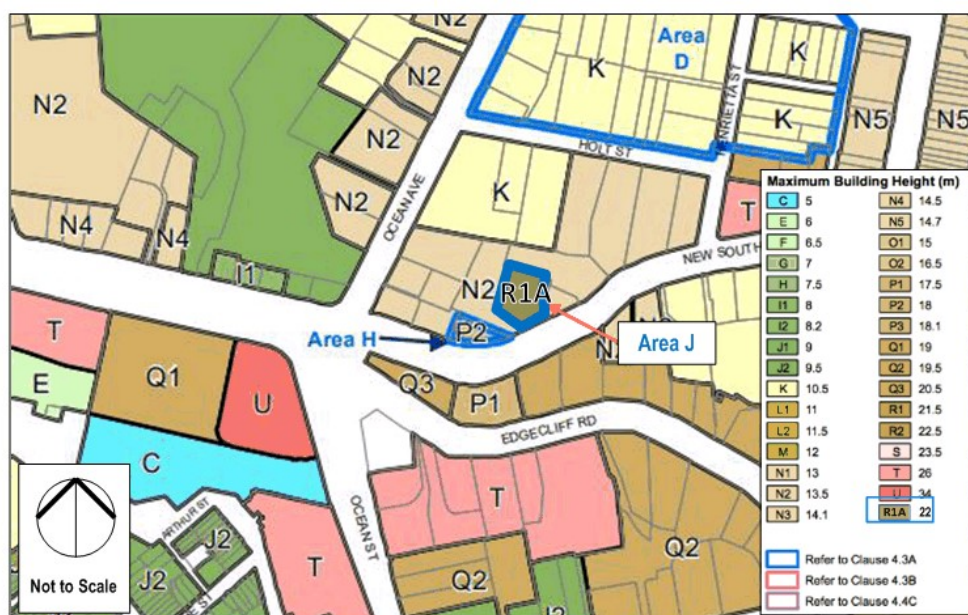 N2
N2
N2
N2
N4
N4
I1
OCEAN AVE
Area
D
K
K
K
HENRIETTA ST
HOLT ST
N5
N5
K
T
NEW SOUTH
N2
R1A
P2
Area H
Area J
T
Q1
U
E
C
Q3
P1
EDGECLIFF RD
OCEAN ST
ARTHUR ST
J2
J2
T
T
Q2
Q2
J2
Not to Scale
Maximum Building Height (m)
C 5
E 6
F 6.5
G 7
H 7.5
I1 8
I2 8.2
J1 9
J2 9.5
K 10.5
L1 11
L2 11.5
M 12
N1 13
N2 13.5
N3 14.1
N4 14.5
N5 14.7
O1 15
O2 16.5
P1 17.5
P2 18
P3 18.1
Q1 19
Q2 19.5
Q3 20.5
R1 21.5
R2 22.5
S 23.5
T 26
U 34
R1A 22
Refer to Clause 4.3A
Refer to Clause 4.3B
Refer to Clause 4.4C